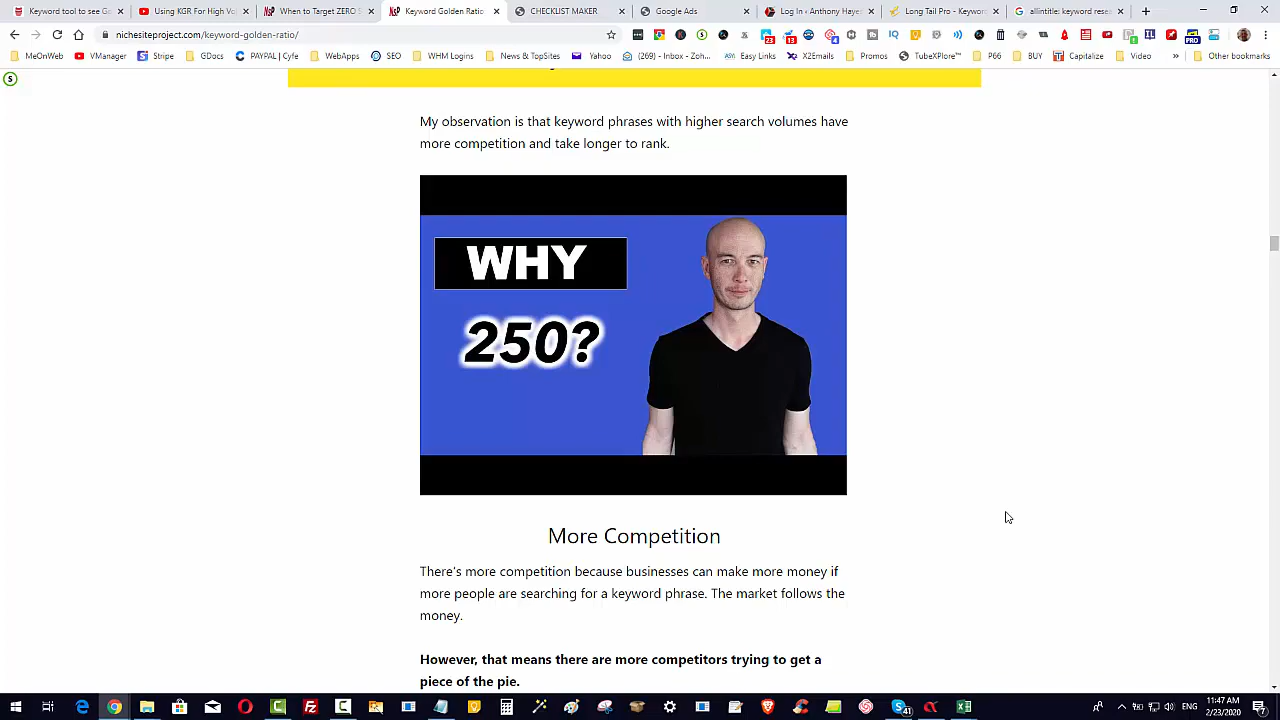 Keyword tool to see Go
Using KGR For High Vo
When to Target ZERO S
Keyword Golden Ratio
CHECKLIST MAKER
Google Ads
Log In ‹ Anthony Hayes
Long Tail Pro - Keyword
allintitle: keyword rese
nichesiteproject.com/keyword-golden-ratio/
MeOnWeb
VManager
Stripe
GDocs
PAYPAL | Cyfe
WebApps
SEO
WHM Logins
News & TopSites
Yahoo
(269) - Inbox - Zoh...
Easy Links
X2Emails
Promos
TubeXPlore™
P66
BUY
Capitalize
Video
»
Other bookmarks
My observation is that keyword phrases with higher search volumes have
more competition and take longer to rank.
WHY
250?
More Competition
There's more competition because businesses can make more money if
more people are searching for a keyword phrase. The market follows the
money.
However, that means there are more competitors trying to get a
piece of the pie.
ENG
11:47 AM
2/23/2020